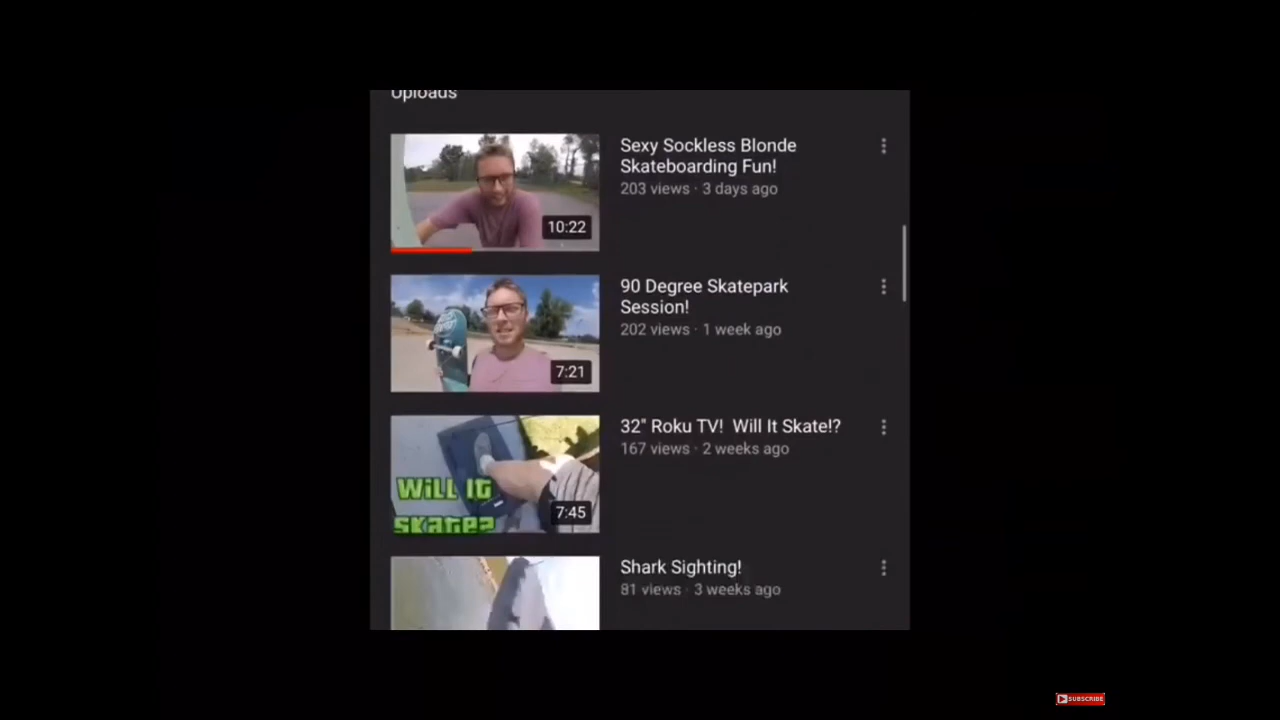 Uploads
Sexy Sockless Blonde
Skateboarding Fun!
203 views · 3 days ago
10:22
90 Degree Skatepark
Session!
202 views · 1 week ago
7:21
32" Roku TV!  Will It Skate!?
167 views · 2 weeks ago
WiLL It
SKate?
7:45
Shark Sighting!
81 views · 3 weeks ago
SUBSCRIBE